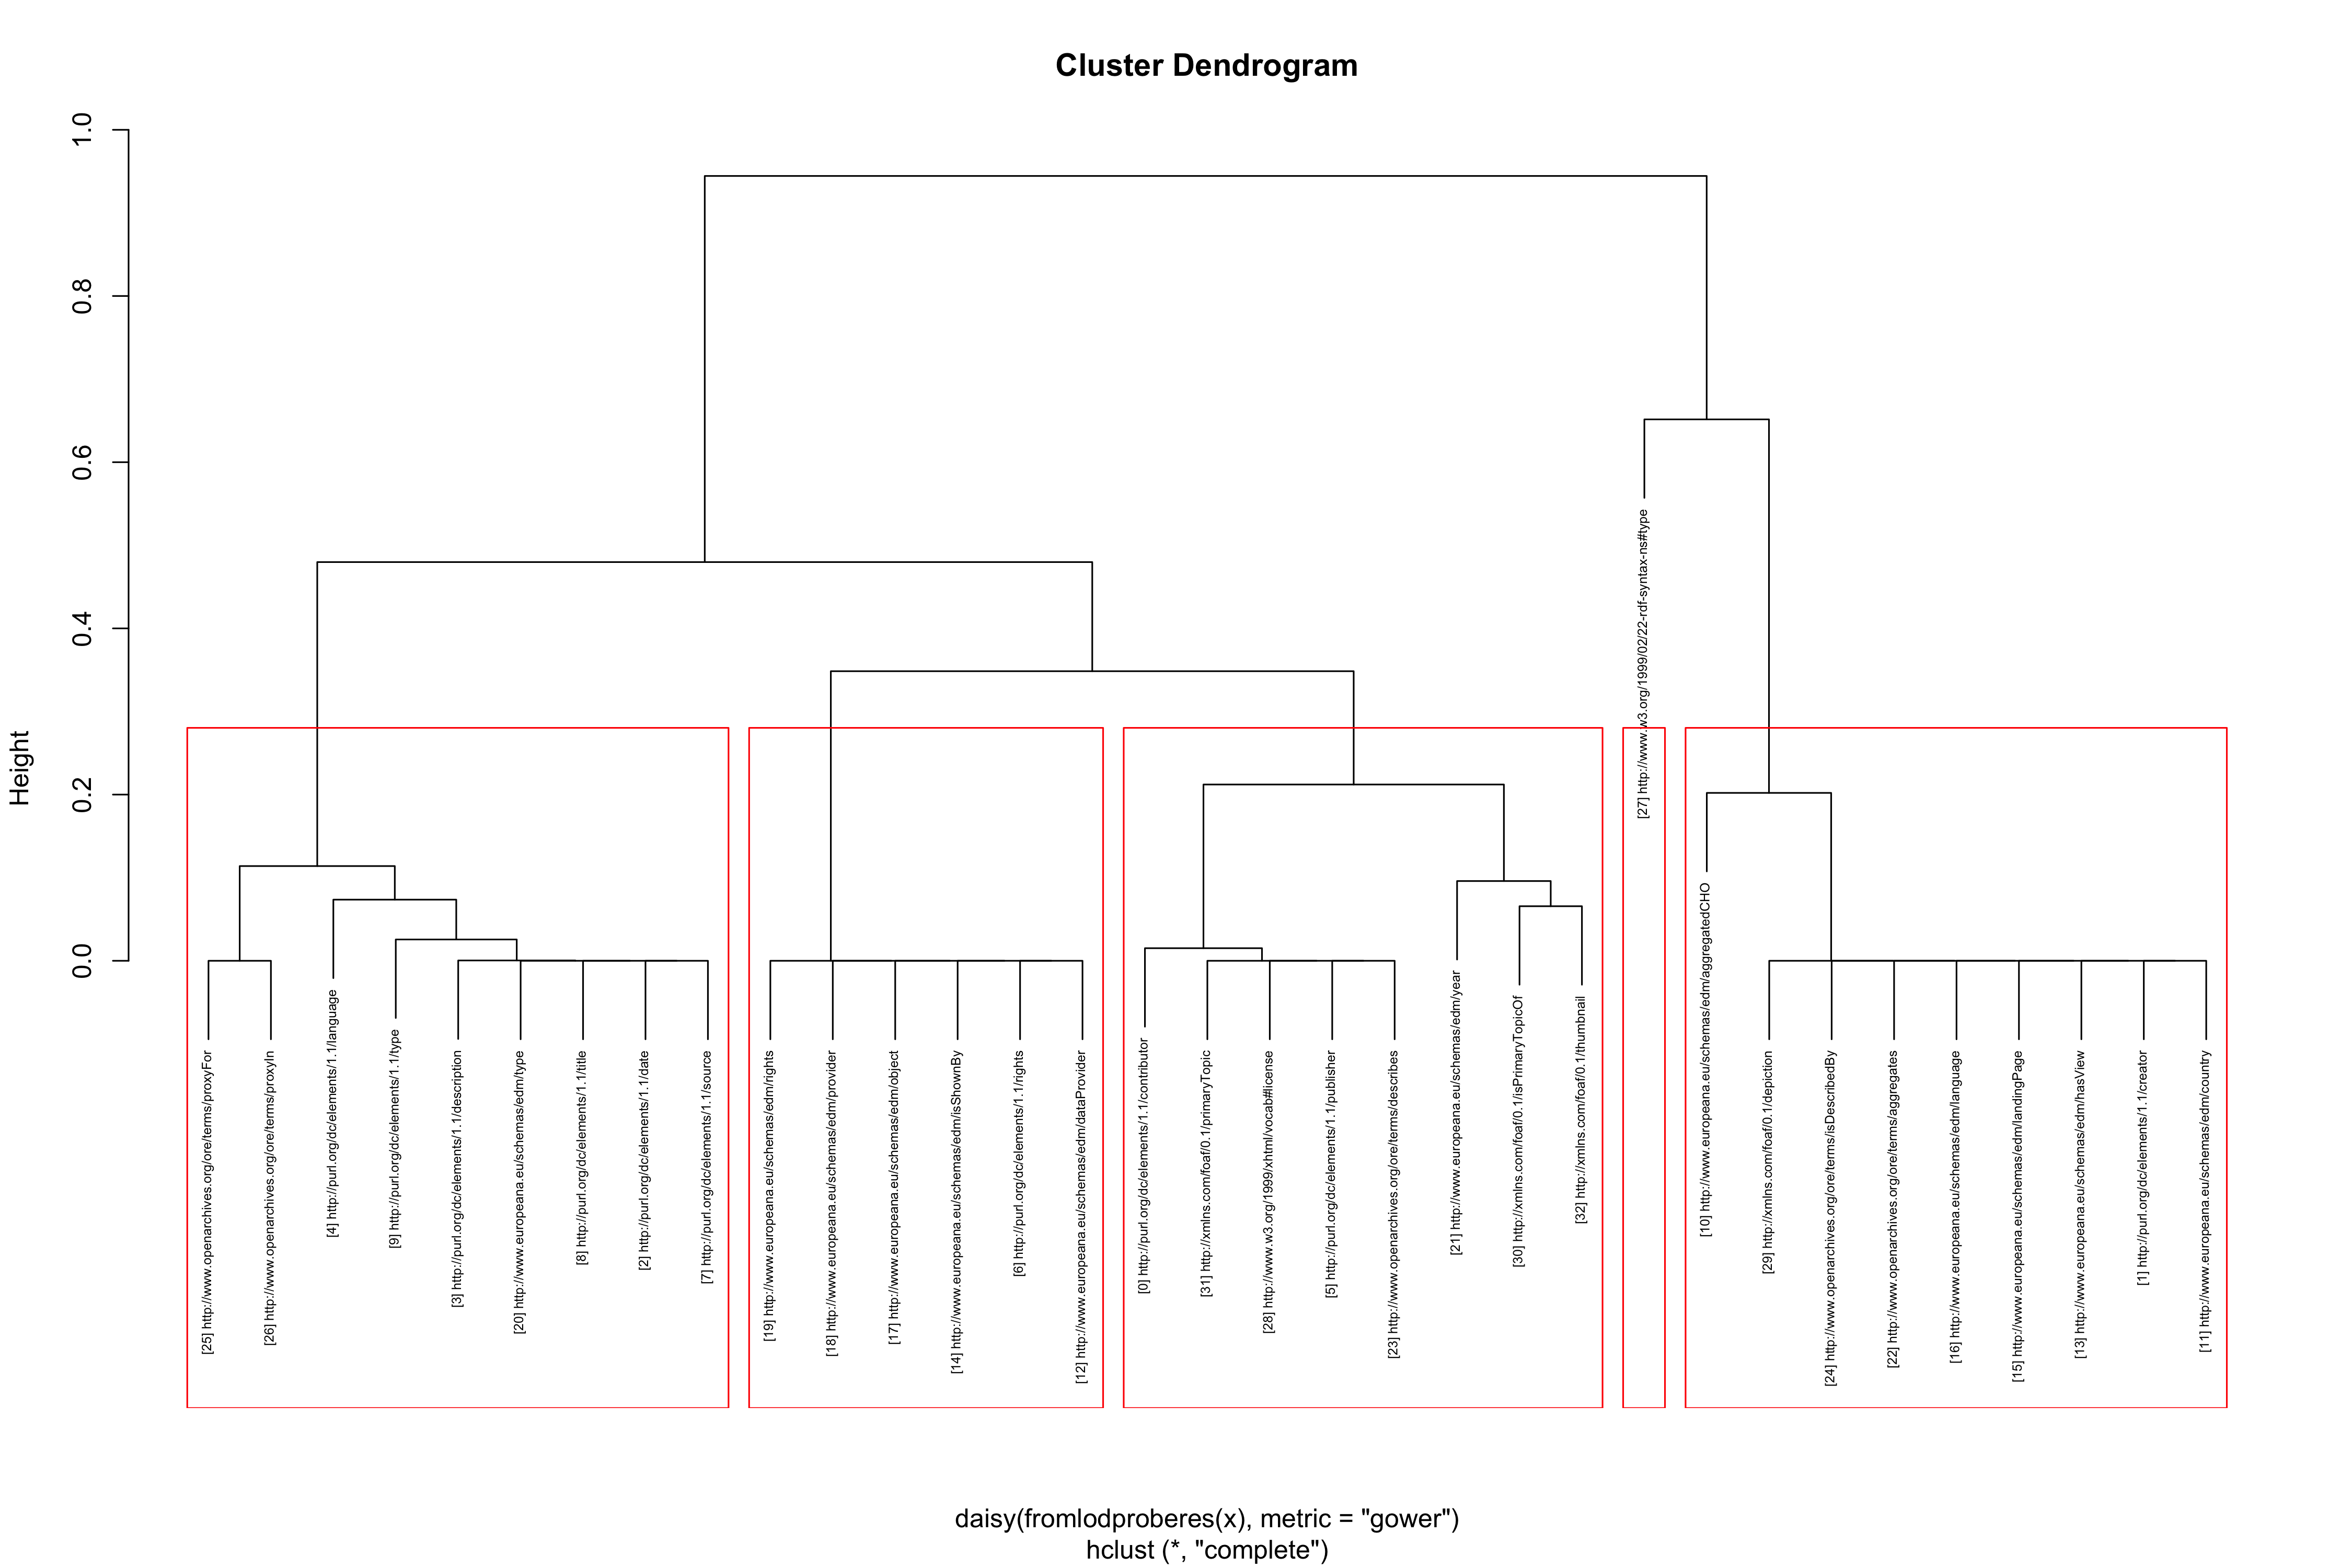 Cluster Dendrogram
Height
1.0
0.8
0.6
0.4
0.2
0.0
[25] http://www.openarchives.org/ore/terms/proxyFor
[26] http://www.openarchives.org/ore/terms/proxyIn
[4] http://purl.org/dc/elements/1.1/language
[9] http://purl.org/dc/elements/1.1/type
[3] http://purl.org/dc/elements/1.1/description
[20] http://www.europeana.eu/schemas/edm/type
[8] http://purl.org/dc/elements/1.1/title
[2] http://purl.org/dc/elements/1.1/date
[7] http://purl.org/dc/elements/1.1/source
[19] http://www.europeana.eu/schemas/edm/rights
[18] http://www.europeana.eu/schemas/edm/provider
[17] http://www.europeana.eu/schemas/edm/object
[14] http://www.europeana.eu/schemas/edm/isShownBy
[6] http://purl.org/dc/elements/1.1/rights
[12] http://www.europeana.eu/schemas/edm/dataProvider
[0] http://purl.org/dc/elements/1.1/contributor
[31] http://xmlns.com/foaf/0.1/primaryTopic
[28] http://www.w3.org/1999/xhtml/vocab#license
[5] http://purl.org/dc/elements/1.1/publisher
[23] http://www.openarchives.org/ore/terms/describes
[21] http://www.europeana.eu/schemas/edm/year
[30] http://xmlns.com/foaf/0.1/isPrimaryTopicOf
[32] http://xmlns.com/foaf/0.1/thumbnail
[27] http://www.w3.org/1999/02/22-rdf-syntax-ns#type
[10] http://www.europeana.eu/schemas/edm/aggregatedCHO
[29] http://xmlns.com/foaf/0.1/depiction
[24] http://www.openarchives.org/ore/terms/isDescribedBy
[22] http://www.openarchives.org/ore/terms/aggregates
[16] http://www.europeana.eu/schemas/edm/language
[15] http://www.europeana.eu/schemas/edm/landingPage
[13] http://www.europeana.eu/schemas/edm/hasView
[1] http://purl.org/dc/elements/1.1/creator
[11] http://www.europeana.eu/schemas/edm/country
daisy(fromlodproberes(x), metric = "gower")
hclust (*, "complete")